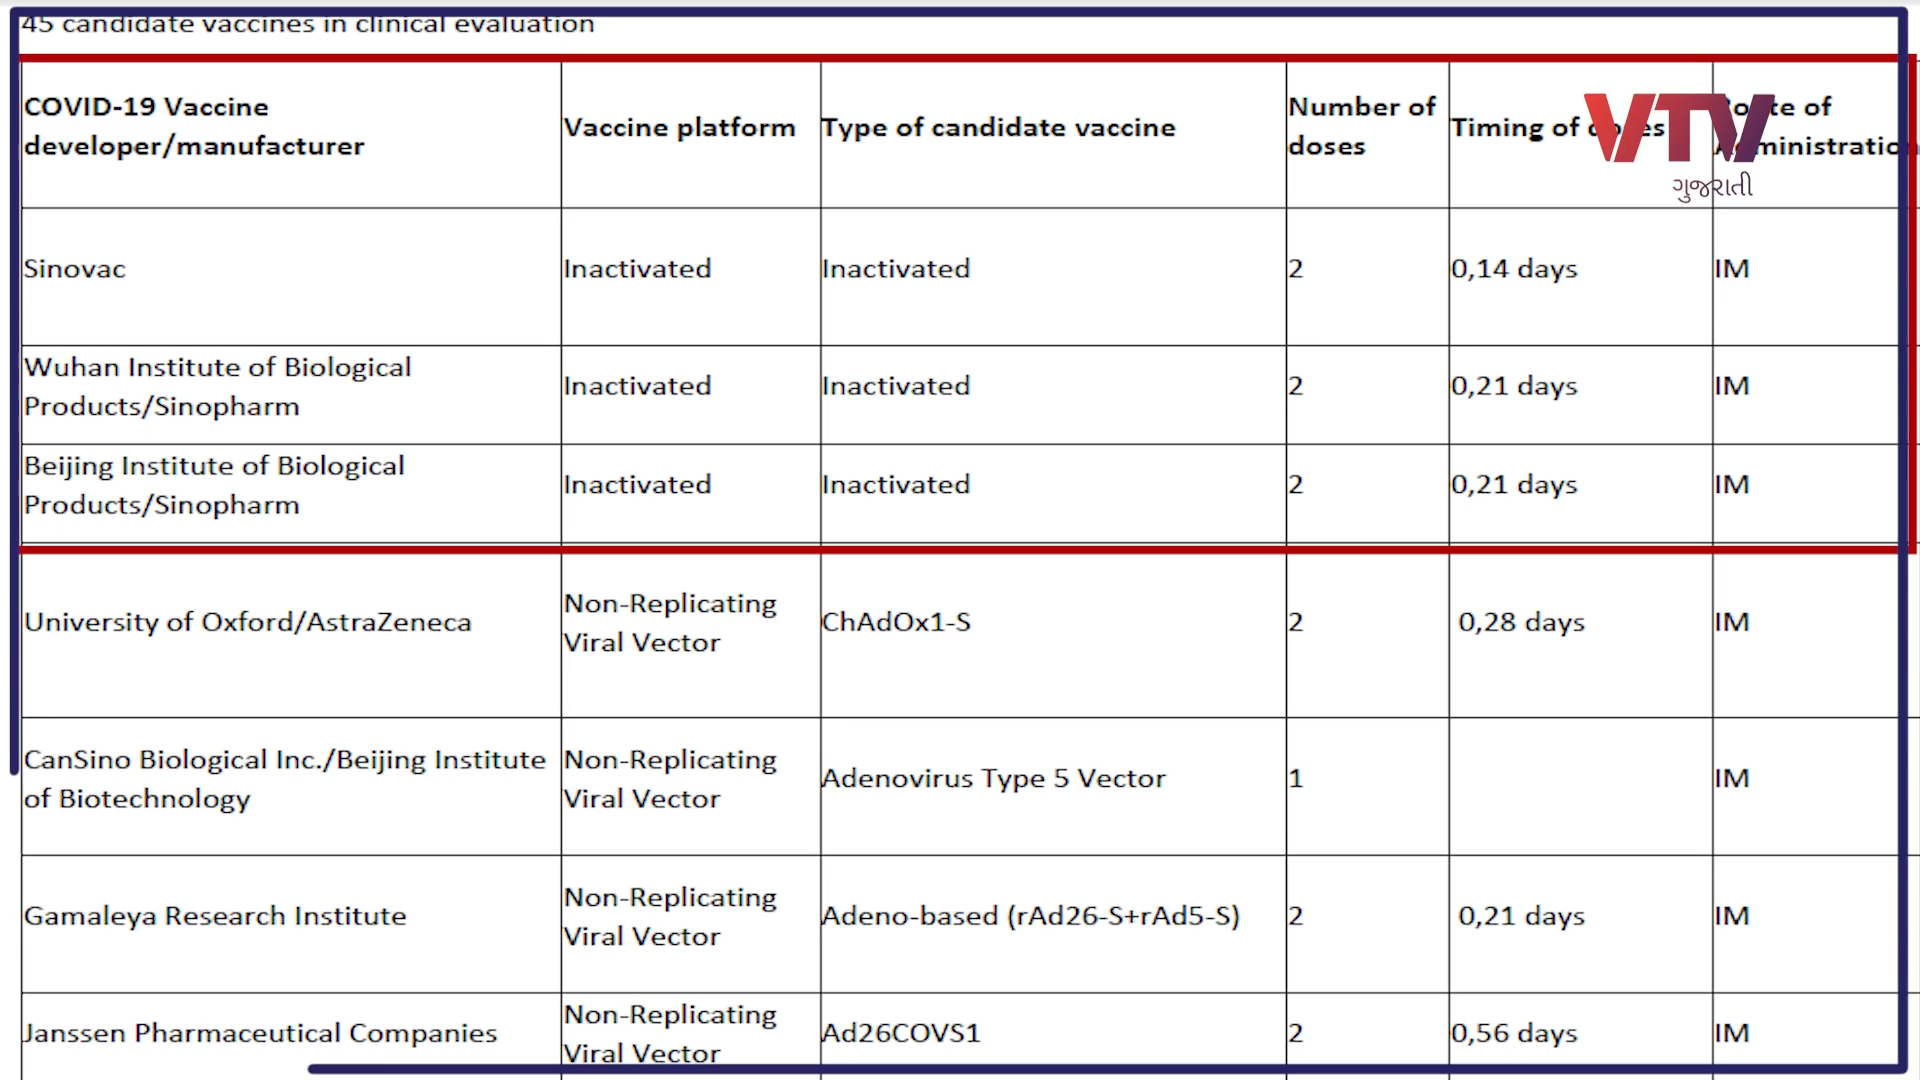 45 candidate vaccines in clinical evaluation
COVID-19 Vaccine
developer/manufacturer
Vaccine platform
Type of candidate vaccine
Number of
doses
Timing of
of
VTV
ગુજરાતી
Sinovac
Inactivated
Inactivated
2
0,14 days
IM
Wuhan Institute of Biological
Products/Sinopharm
Inactivated
Inactivated
2
0,21 days
IM
Beijing Institute of Biological
Products/Sinopharm
Inactivated
Inactivated
2
0,21 days
IM
University of Oxford/AstraZeneca
Non-Replicating
Viral Vector
ChAdOx1-S
2
0,28 days
IM
CanSino Biological Inc./Beijing Institute
of Biotechnology
Non-Replicating
Viral Vector
Adenovirus Type 5 Vector
1
IM
Gamaleya Research Institute
Non-Replicating
Viral Vector
Adeno-based (rAd26-S+rAd5-S)
2
0,21 days
IM
Janssen Pharmaceutical Companies
Non-Replicating
Viral Vector
Ad26COVS1
2
0,56 days
IM